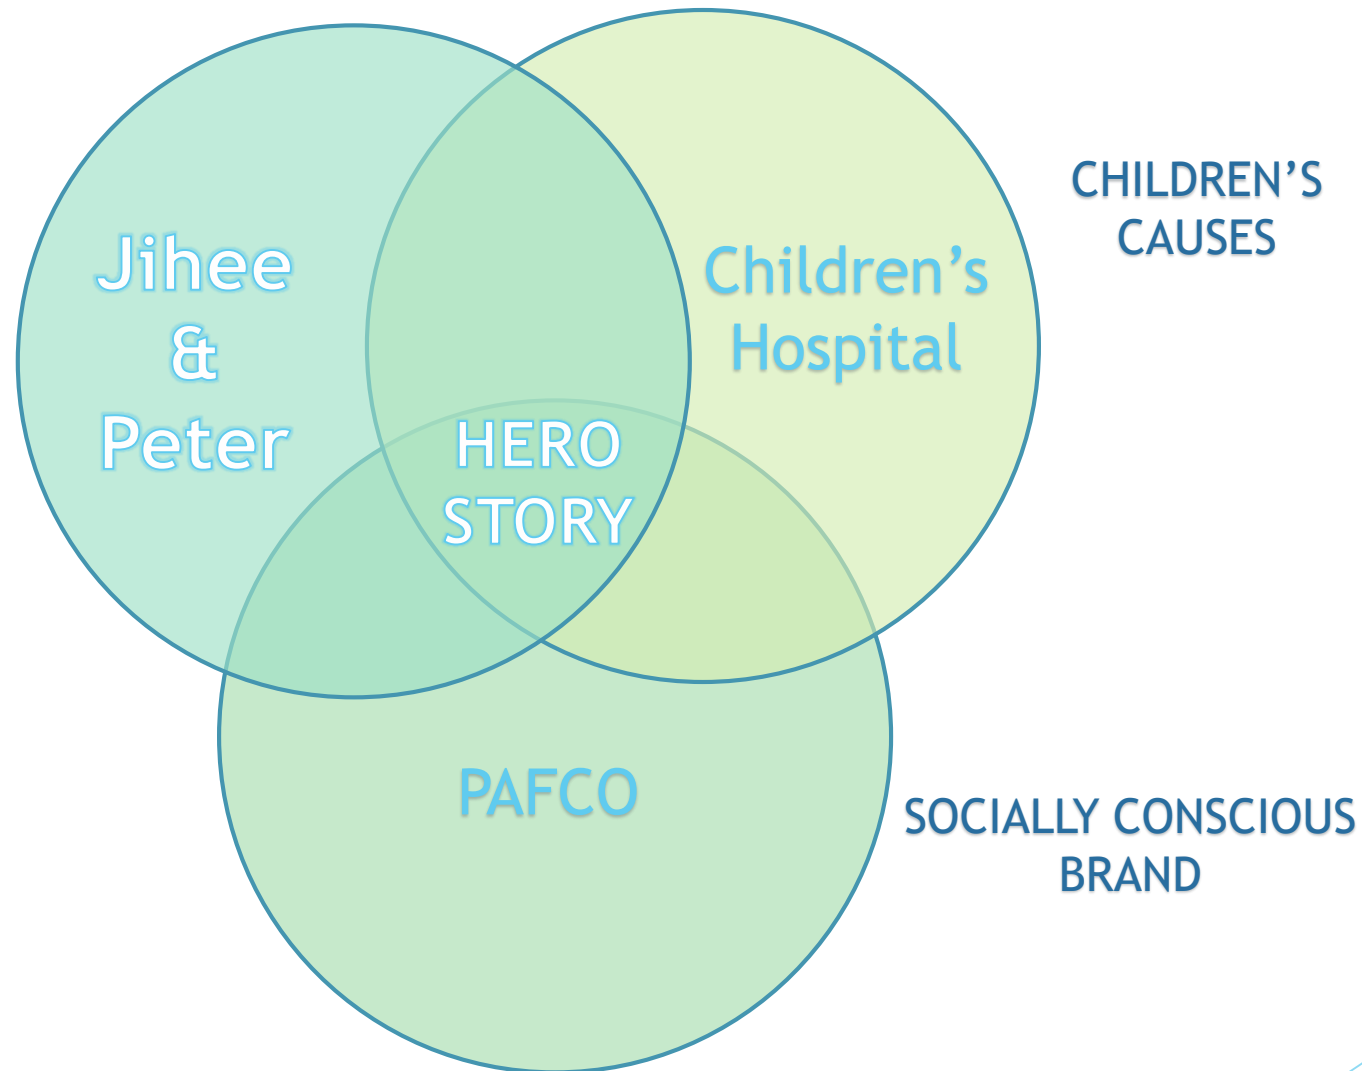 Jihee
&
Peter
Children’s
Hospital
CHILDREN’S
CAUSES
HERO
STORY
PAFCO
SOCIALLY CONSCIOUS
BRAND